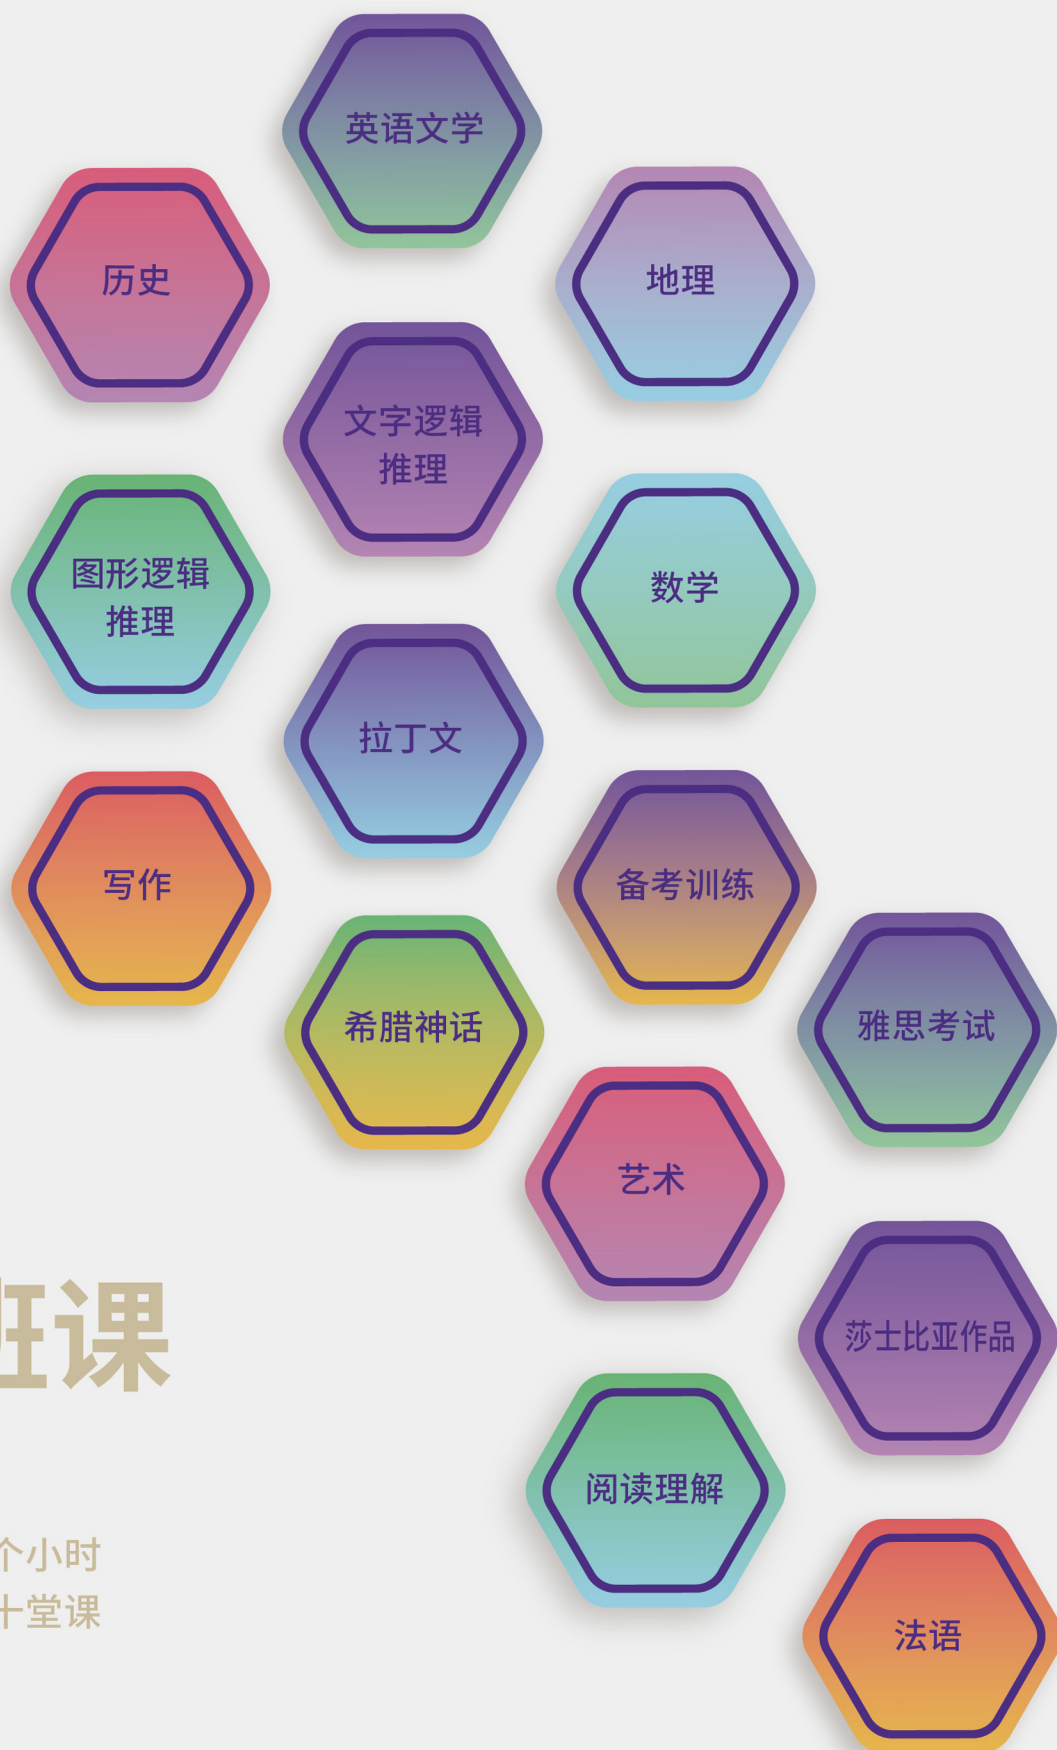 英语文学
历史
地理
文字逻辑
推理
图形逻辑
推理
数学
拉丁文
写作
备考训练
希腊神话
雅思考试
艺术
班课
莎士比亚作品
阅读理解
个小时
十堂课
法语